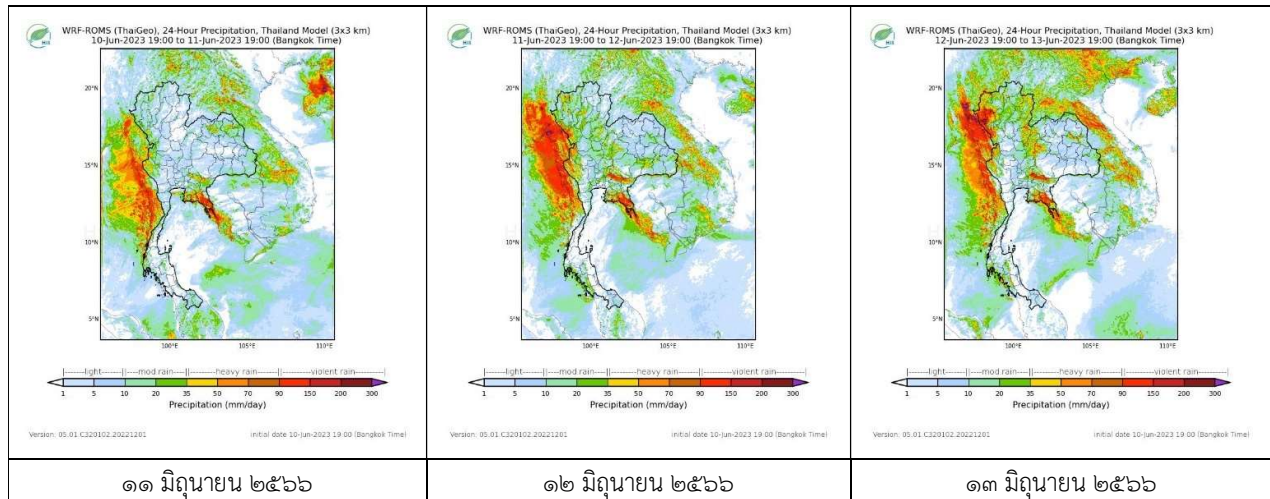 WRF-ROMS (ThaiGeo), 24-Hour Precipitation, Thailand Model (3x3 km)
10-Jun-2023 19:00 to 11-Jun-2023 19:00 (Bangkok Time)
20°N
15°N
10°N
5°N
100°E 105°E 110°E
|-------light-------||----mod rain----||------heavy rain------||----------violent rain----------|
1 5 10 20 35 50 70 90 150 200 300
Precipitation (mm/day)
Version: 05.01.C320102.20221201 initial date 10-Jun-2023 19:00 (Bangkok Time)
๑๑ มิถุนายน ๒๕๖๖
WRF-ROMS (ThaiGeo), 24-Hour Precipitation, Thailand Model (3x3 km)
11-Jun-2023 19:00 to 12-Jun-2023 19:00 (Bangkok Time)
20°N
15°N
10°N
5°N
100°E 105°E 110°E
|-------light-------||----mod rain----||------heavy rain------||----------violent rain----------|
1 5 10 20 35 50 70 90 150 200 300
Precipitation (mm/day)
Version: 05.01.C320102.20221201 initial date 10-Jun-2023 19:00 (Bangkok Time)
๑๒ มิถุนายน ๒๕๖๖
WRF-ROMS (ThaiGeo), 24-Hour Precipitation, Thailand Model (3x3 km)
12-Jun-2023 19:00 to 13-Jun-2023 19:00 (Bangkok Time)
20°N
15°N
10°N
5°N
100°E 105°E 110°E
|-------light-------||----mod rain----||------heavy rain------||----------violent rain----------|
1 5 10 20 35 50 70 90 150 200 300
Precipitation (mm/day)
Version: 05.01.C320102.20221201 initial date 10-Jun-2023 19:00 (Bangkok Time)
๑๓ มิถุนายน ๒๕๖๖